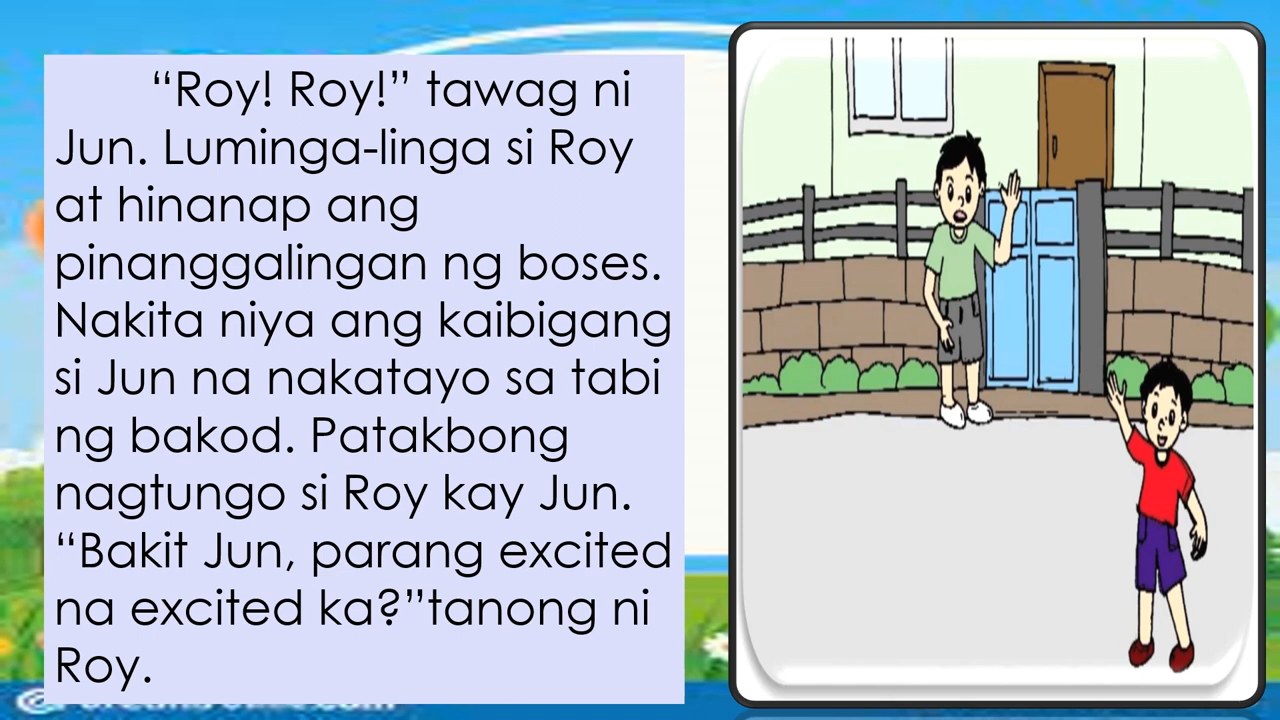 “Roy! Roy!” tawag ni
Jun. Luminga-linga si Roy
at hinanap ang
pinanggalingan ng boses.
Nakita niya ang kaibigang
si Jun na nakatayo sa tabi
ng bakod. Patakbong
nagtungo si Roy kay Jun.
“Bakit Jun, parang excited
na excited ka?”tanong ni
Roy.